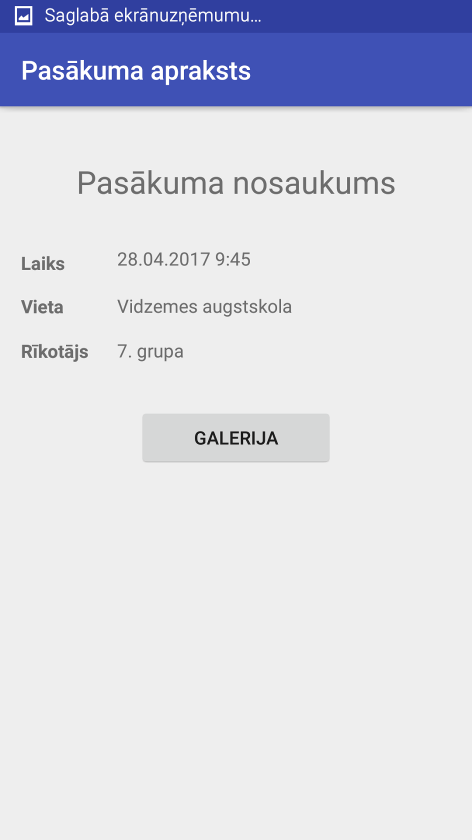 Saglabā ekrānuzņēmumu…
Pasākuma apraksts
Pasākuma nosaukums
Laiks 28.04.2017 9:45
Vieta Vidzemes augstskola
Rīkotājs 7. grupa
GALERIJA